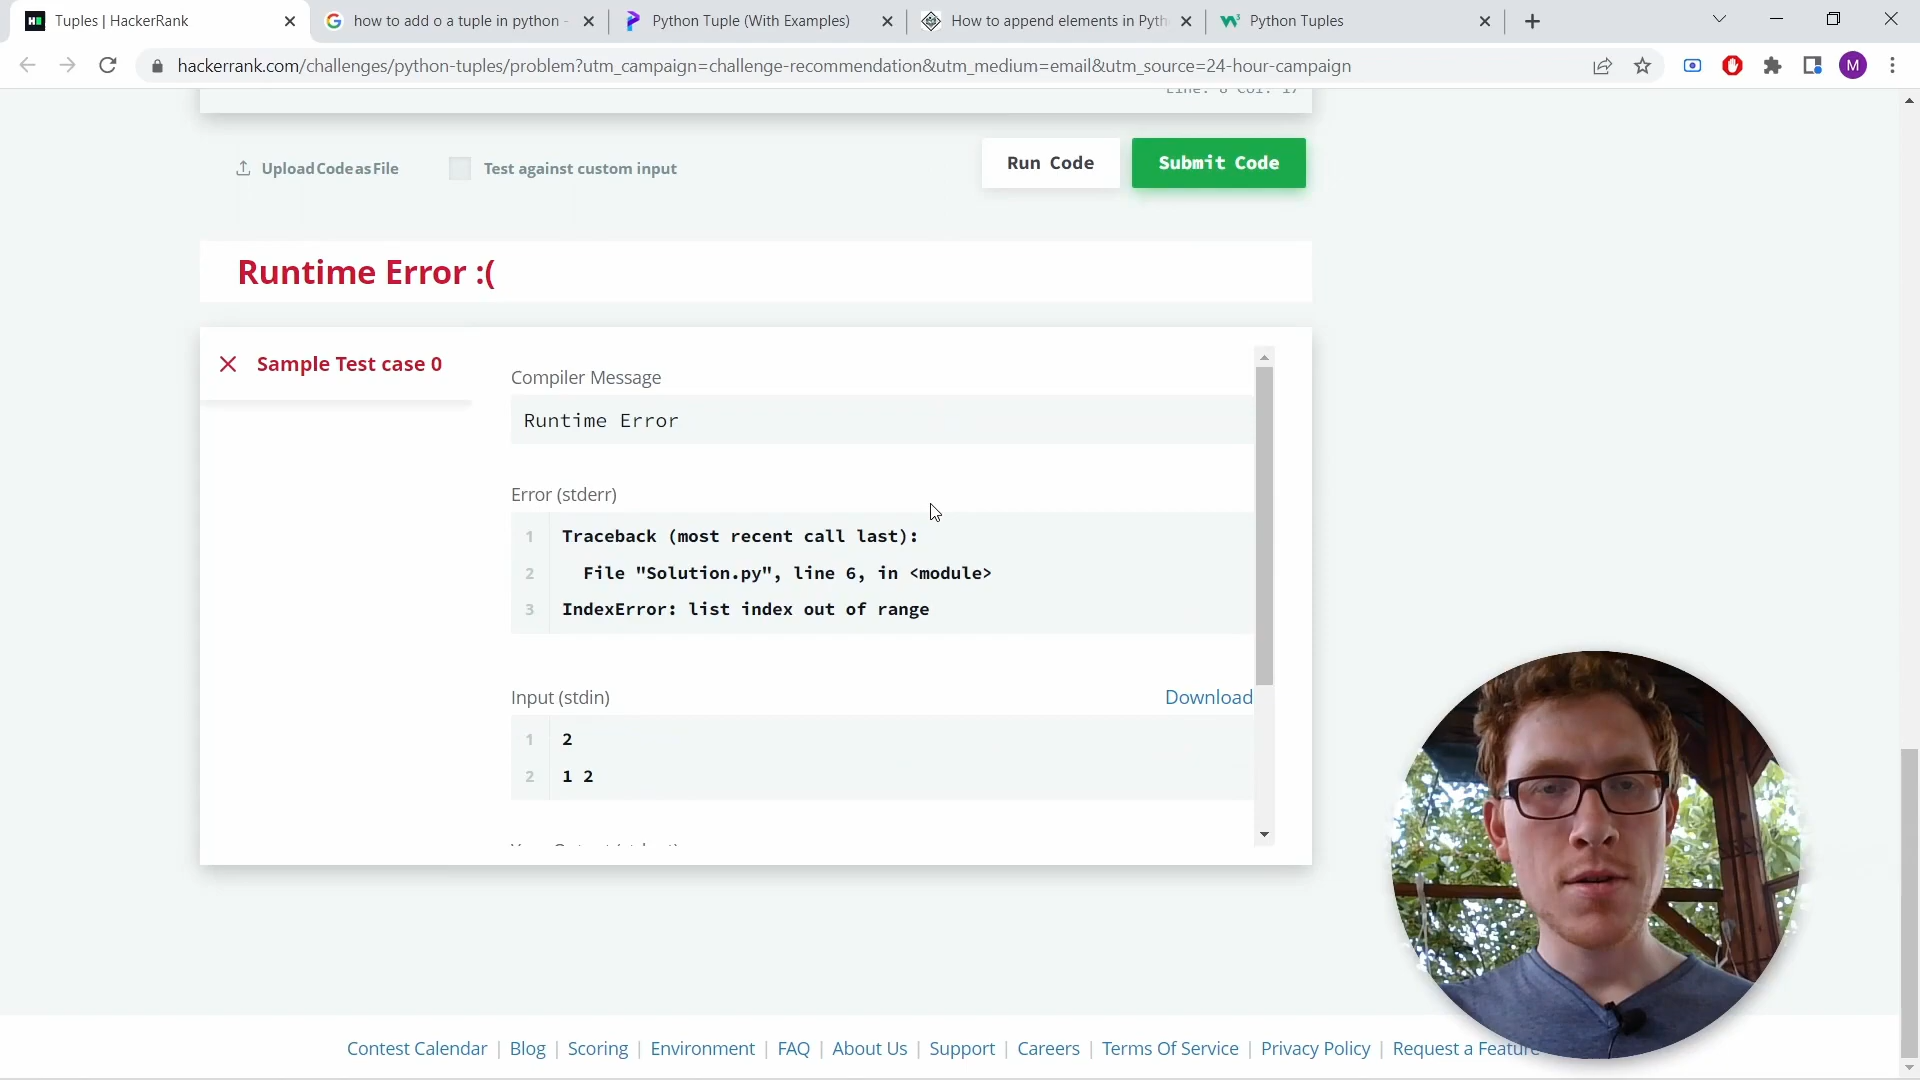 Tuples | HackerRank
how to add o a tuple in python -
Python Tuple (With Examples)
How to append elements in Pyth
Python Tuples
hackerrank.com/challenges/python-tuples/problem?utm_campaign=challenge-recommendation&utm_medium=email&utm_source=24-hour-campaign
M
Line: 8 Col: 17
Upload Code as File
Test against custom input
Run Code
Submit Code
Runtime Error :(
Sample Test case 0
Compiler Message
Runtime Error
Error (stderr)
1 Traceback (most recent call last):
2 File "Solution.py", line 6, in <module>
3 IndexError: list index out of range
Input (stdin)
Download
1 2
2 1 2
Contest Calendar | Blog | Scoring | Environment | FAQ | About Us | Support | Careers | Terms Of Service | Privacy Policy | Request a Feature